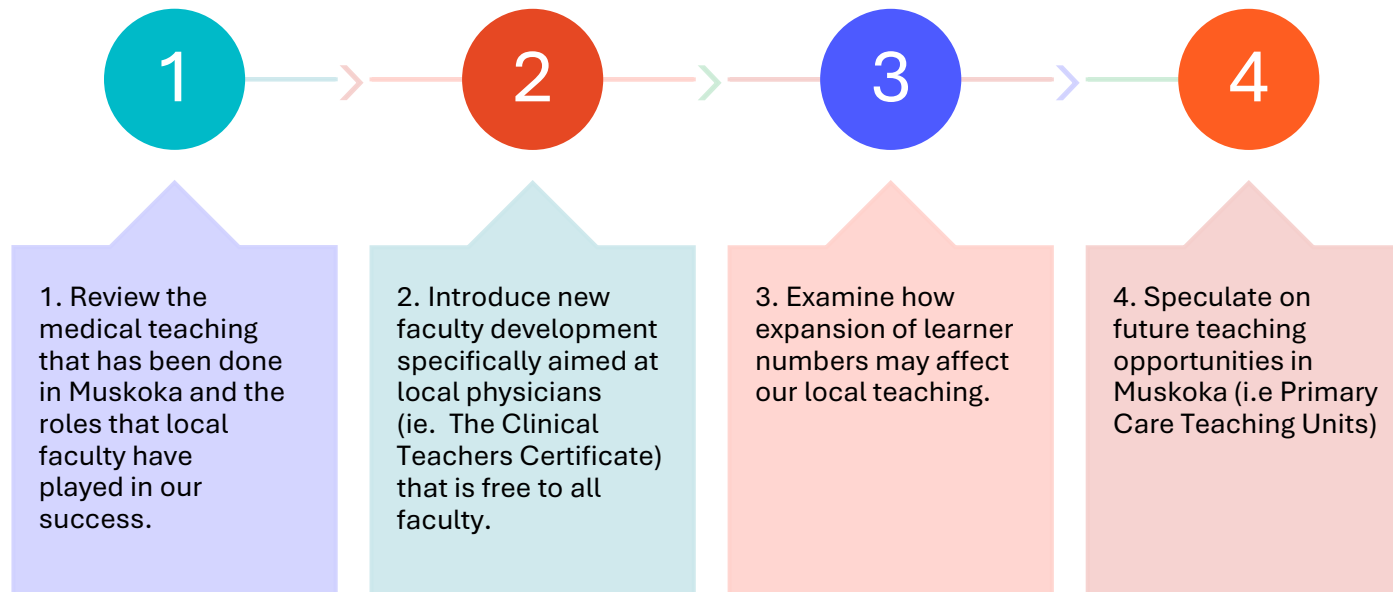 1
2
3
4
1. Review the
medical teaching
that has been done
in Muskoka and the
roles that local
faculty have
played in our
success.
2. Introduce new
faculty development
specifically aimed at
local physicians
(ie.  The Clinical
Teachers Certificate)
that is free to all
faculty.
3. Examine how
expansion of learner
numbers may affect
our local teaching.
4. Speculate on
future teaching
opportunities in
Muskoka (i.e Primary
Care Teaching Units)